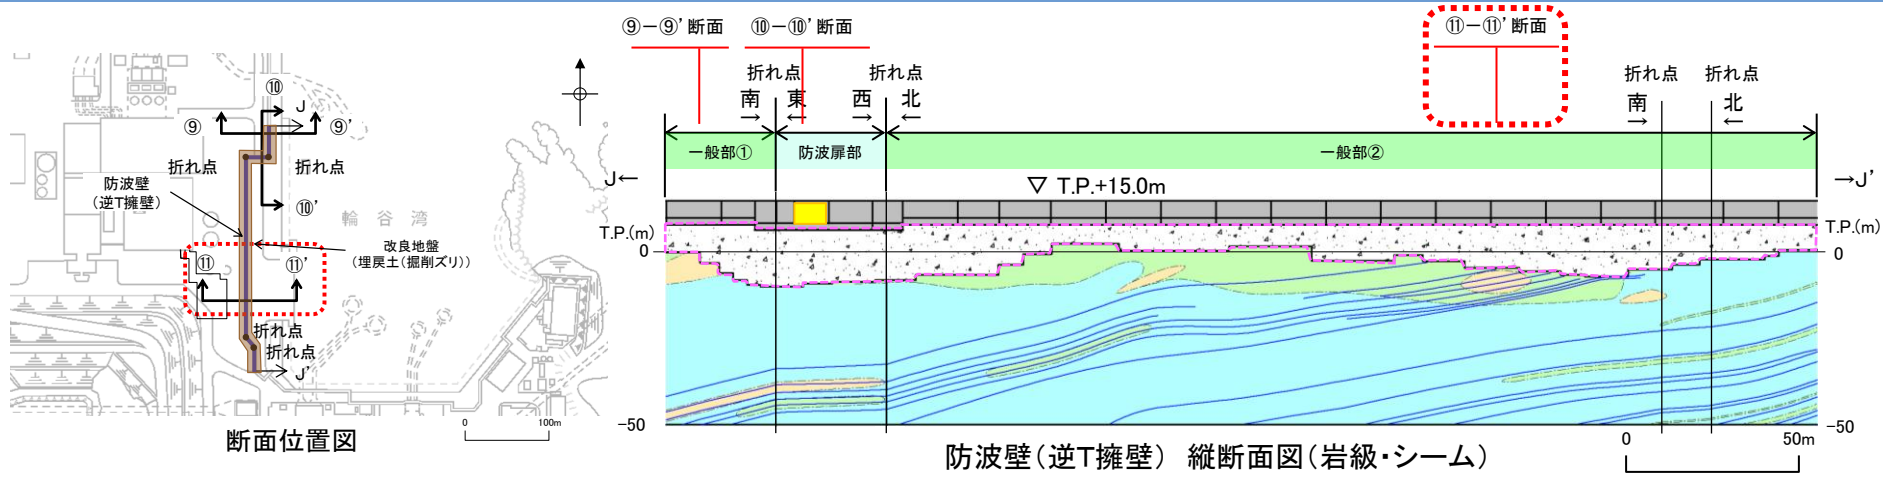 ⑩
J
⑨
⑨’
折れ点
折れ点
防波壁
(逆T擁壁)
⑩’
輪谷湾
改良地盤
(埋戻土(掘削ズリ))
⑪
⑪’
折れ点
折れ点
J’
0
100m
断面位置図
⑨-⑨’断面
⑩-⑩’断面
⑪-⑪’断面
折れ点
折れ点
折れ点
折れ点
南
東
西
北
南
北
→
←
→
←
→
←
一般部①
防波扉部
一般部②
J←
▽ T.P.+15.0m
→J’
T.P.(m)
T.P.(m)
0
0
-50
-50
防波壁(逆T擁壁) 縦断面図(岩級・シーム)
0
50m